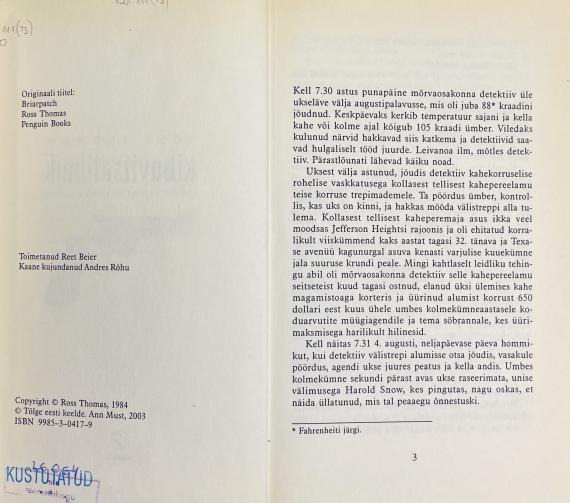 111(73)
Originaali tiitel:
Briarpatch
Ross Thomas
Penguin Books
Toimetanud Reet Beier
Kaane kujundanud Andres Rõhu
Copyright © Ross Thomas, 1984
© Tõlge eesti keelde. Ann Must, 2003
ISBN 9985-3-0417-9
KUSTUTATUD
Kell 7.30 astus punapäine mõrvaosakonna detektiiv üle
ukseläve välja augustipalavusse, mis oli juba 88* kraadini
jõudnud. Keskpäevaks kerkib temperatuur sajani ja kella
kahe või kolme ajal kõigub 105 kraadi ümber. Viledaks
kulunud närvid hakkavad siis katkema ja detektiivid saa-
vad hulgaliselt tööd juurde. Leivanoa ilm, mõtles detek-
tiiv. Pärastlõunati lähevad käiku noad.
Uksest välja astunud, jõudis detektiiv kahekorruselise
rohelise vaskkatusega kollasest tellisest kahepereelamu
teise korruse trepimademele. Ta pöördus ümber, kontrol-
lis, kas uks on kinni, ja hakkas mööda välistreppi alla tu-
lema. Kollasest tellisest kaheperemaja asus ikka veel
moodsas Jefferson Heightsi rajoonis ja oli ehitatud korra-
likult viiskümmend kaks aastat tagasi 32. tänava ja Texa-
se avenüü kagunurgal asuva kenasti varjulise kuuekümne
jala suuruse krundi peale. Mingi kahtlaselt leidliku tehin-
gu abil oli mõrvaosakonna detektiiv selle kahepereelamu
seitseteist kuud tagasi ostnud, elanud üksi ülemises kahe
magamistoaga korteris ja üürinud alumist korrust 650
dollari eest kuus ühele umbes kolmekümneaastasele ko-
duarvutite müügiagendile ja tema sõbrannale, kes üüri-
maksmisega harilikult hilinesid.
Kell näitas 7.31 4. augusti, neljapäevase päeva hommi-
kut, kui detektiiv välistrepi alumisse otsa jõudis, vasakule
pöördus, agendi ukse juures peatus ja kella andis. Umbes
kolmekümne sekundi pärast avas ukse raseerimata, unise
välimusega Harold Snow, kes pingutas, nagu oskas, et
näida üllatunud, mis tal peaaegu õnnestuski.
* Fahrenheiti järgi.
3